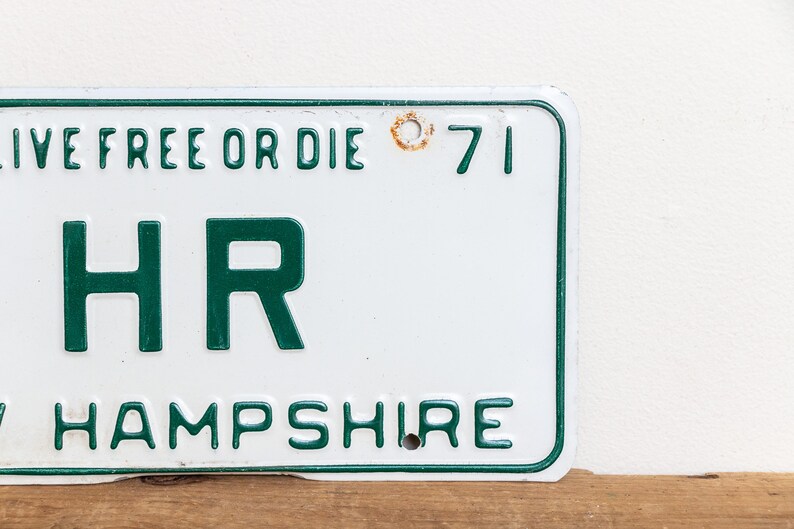 LIVE FREE OR DIE 71
HR
W HAMPSHIRE